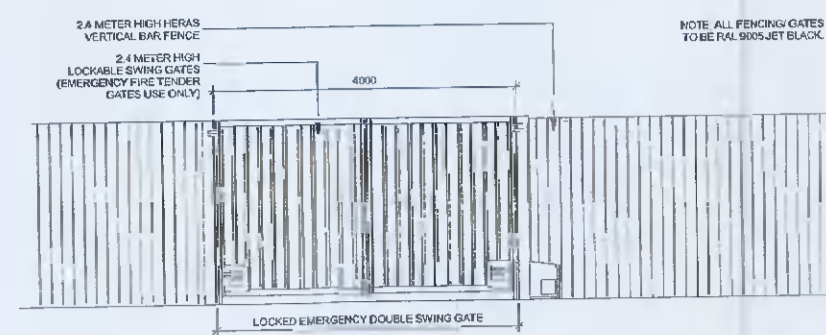 2.4 METER HIGH HERAS
VERTICAL BAR FENCE
2.4 METER HIGH
LOCKABLE SWING GATES
(EMERGENCY FIRE TENDER
GATES USE ONLY)
4000
NOTE ALL FENCING/GATES
TO BE RAL 9005 JET BLACK.
LOCKED EMERGENCY DOUBLE SWING GATE